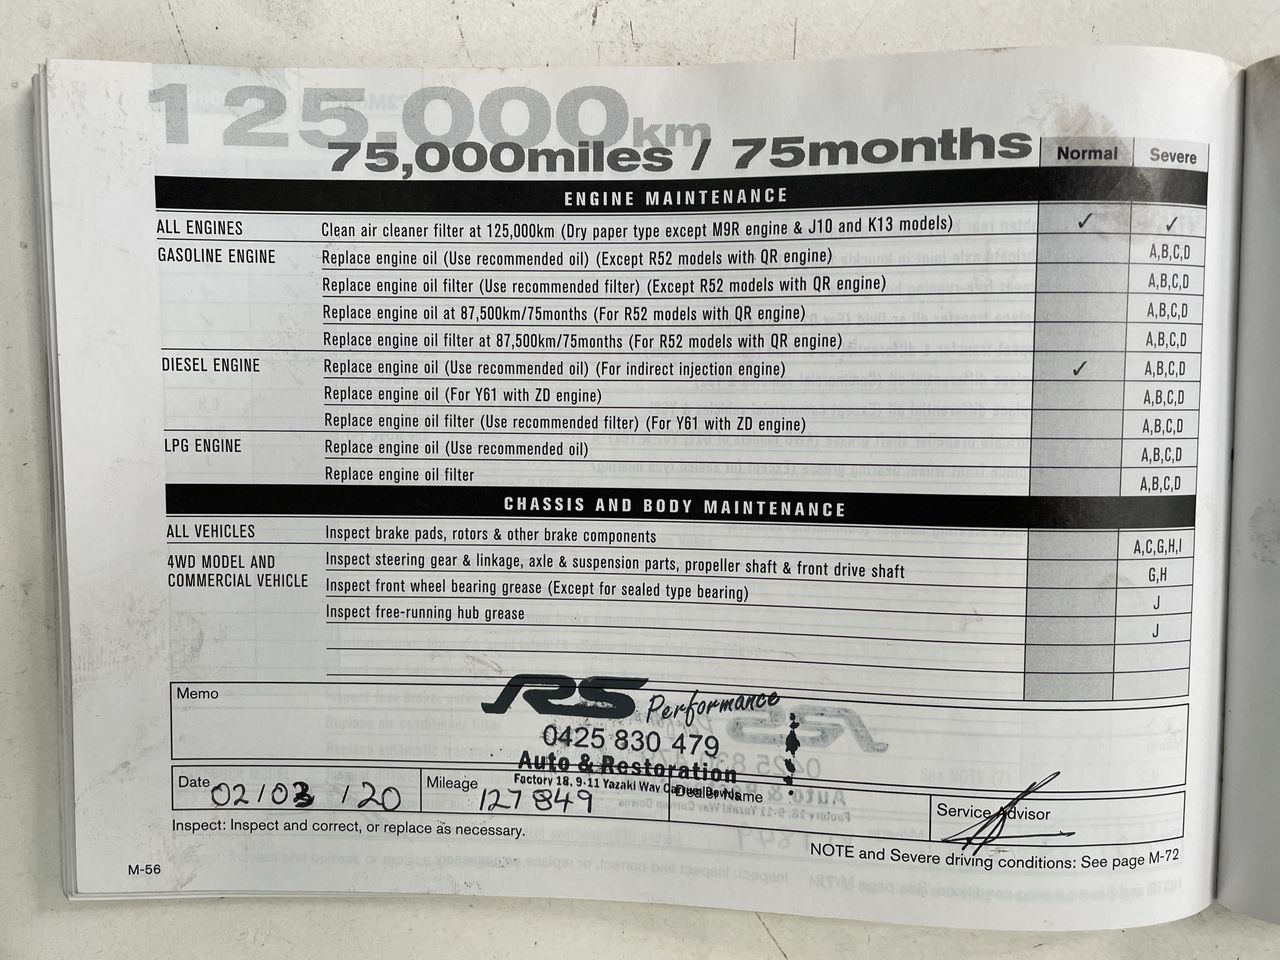 125,000km
75,000miles / 75months Normal Severe
ENGINE MAINTENANCE
ALL ENGINES Clean air cleaner filter at 125,000km (Dry paper type except M9R engine & J10 and K13 models) ✓ ✓
GASOLINE ENGINE Replace engine oil (Use recommended oil) (Except R52 models with QR engine) A,B,C,D
Replace engine oil filter (Use recommended filter) (Except R52 models with QR engine) A,B,C,D
Replace engine oil at 87,500km/75months (For R52 models with QR engine) A,B,C,D
Replace engine oil filter at 87,500km/75months (For R52 models with QR engine) A,B,C,D
DIESEL ENGINE Replace engine oil (Use recommended oil) (For indirect injection engine) ✓ A,B,C,D
Replace engine oil (For Y61 with ZD engine) A,B,C,D
Replace engine oil filter (Use recommended filter) (For Y61 with ZD engine) A,B,C,D
LPG ENGINE Replace engine oil (Use recommended oil) A,B,C,D
Replace engine oil filter A,B,C,D
CHASSIS AND BODY MAINTENANCE
ALL VEHICLES Inspect brake pads, rotors & other brake components A,C,G,H,I
4WD MODEL AND Inspect steering gear & linkage, axle & suspension parts, propeller shaft & front drive shaft G,H
COMMERCIAL VEHICLE Inspect front wheel bearing grease (Except for sealed type bearing) J
Inspect free-running hub grease J
Memo
RS Performance
0425 830 479
Auto & Restoration
Factory 18, 9-11 Yazaki Way Carrum Downs
Date 02/03/20 Mileage 127849 Dealer Name Service Advisor
Inspect: Inspect and correct, or replace as necessary.
NOTE and Severe driving conditions: See page M-72
M-56